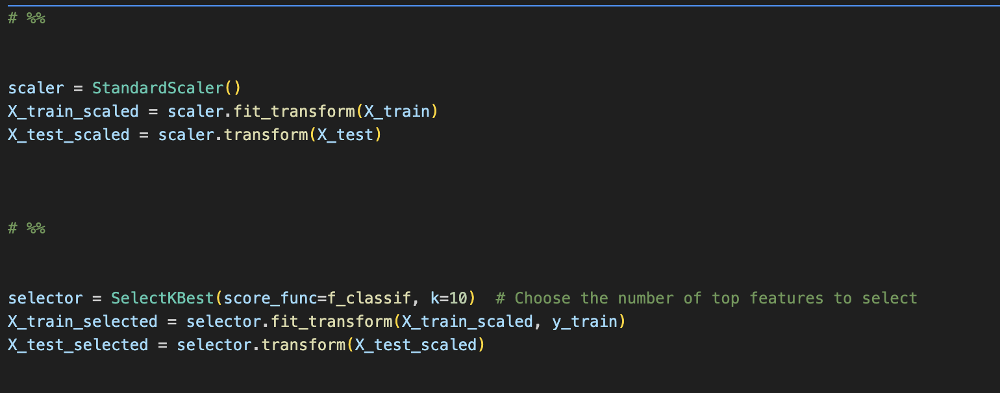 # %%
scaler = StandardScaler()
X_train_scaled = scaler.fit_transform(X_train)
X_test_scaled = scaler.transform(X_test)
# %%
selector = SelectKBest(score_func=f_classif, k=10)  # Choose the number of top features to select
X_train_selected = selector.fit_transform(X_train_scaled, y_train)
X_test_selected = selector.transform(X_test_scaled)